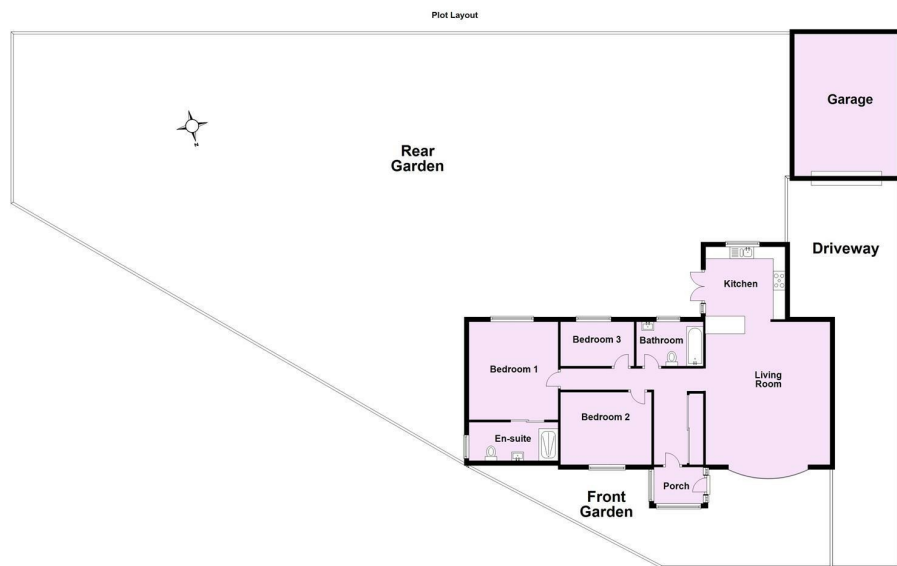 Plot Layout
Garage
Rear
Garden
Driveway
Kitchen
Bedroom 3
Bathroom
Bedroom 1
Living
Room
Bedroom 2
En-suite
Porch
Front
Garden